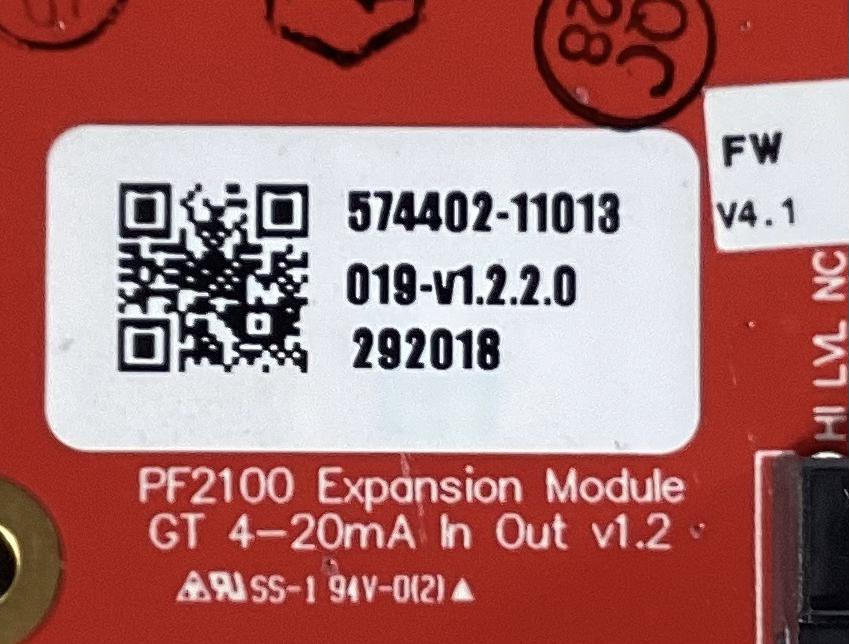 QC
28
FW
V4.1
574402-11013
019-v1.2.2.0
292018
HI LVL NC
PF2100 Expansion Module
GT 4-20mA In Out v1.2
SS-1 94V-0(2)